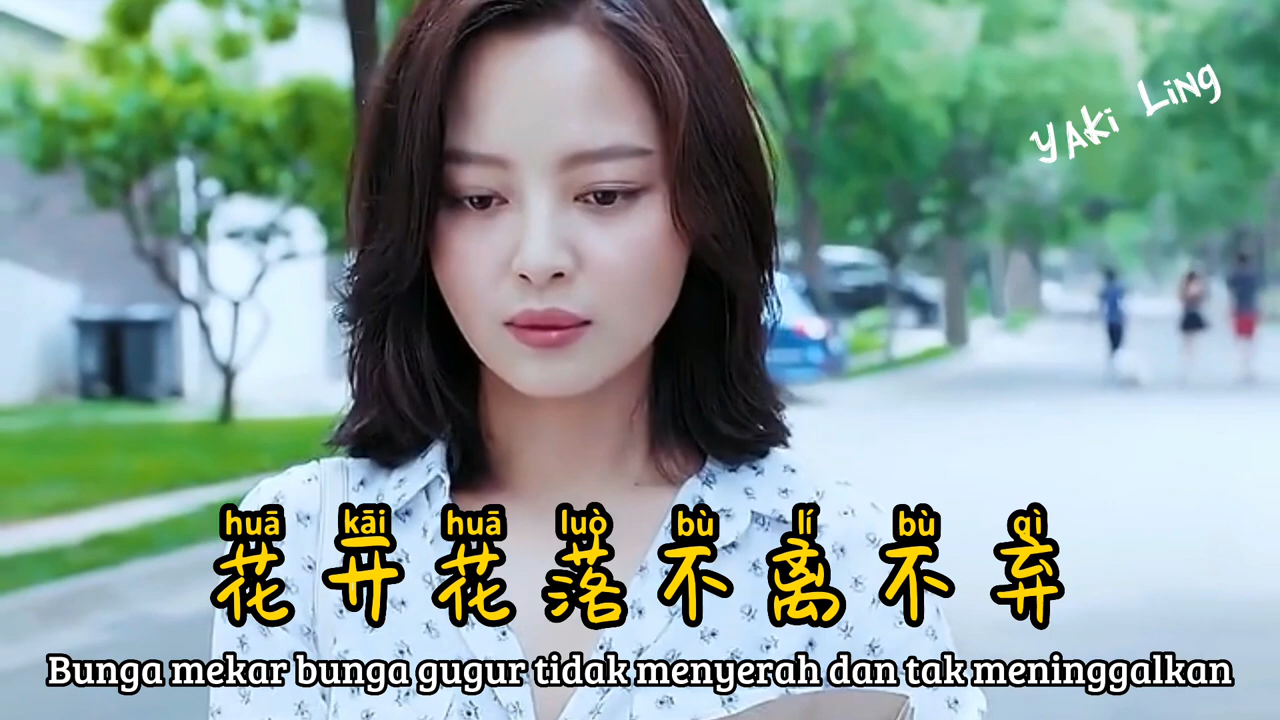 YAKi LiNg
huā kāi huā luò bù lí bù qì
花开花落不离不弃
Bunga mekar bunga gugur tidak menyerah dan tak meninggalkan